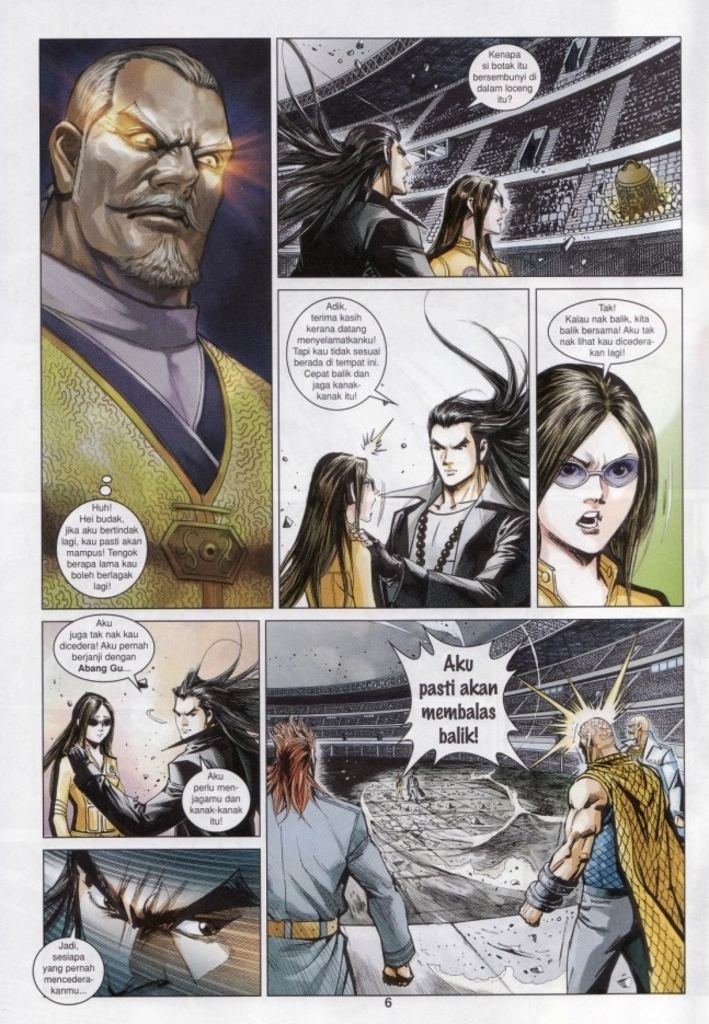 Huh!
Hei budak,
jika aku bertindak
lagi, kau pasti akan
mampus! Tengok
berapa lama kau
boleh berlagak
lagi!
Kenapa
si botak itu
bersembunyi di
dalam loceng
itu?
Adik,
terima kasih
kerana datang
menyelamatkanku!
Tapi kau tidak sesuai
berada di tempat ini.
Cepat balik dan
jaga kanak-
kanak itu!
Tak!
Kalau nak balik, kita
balik bersama! Aku tak
nak lihat kau dicedera-
kan lagi!
Aku
juga tak nak kau
dicedera! Aku pernah
berjanji dengan
Abang Gu...
Aku
perlu men-
jagamu dan
kanak-kanak
itu!
Jadi,
sesiapa
yang pernah
mencedera-
kanmu...
Aku
pasti akan
membalas
balik!
6